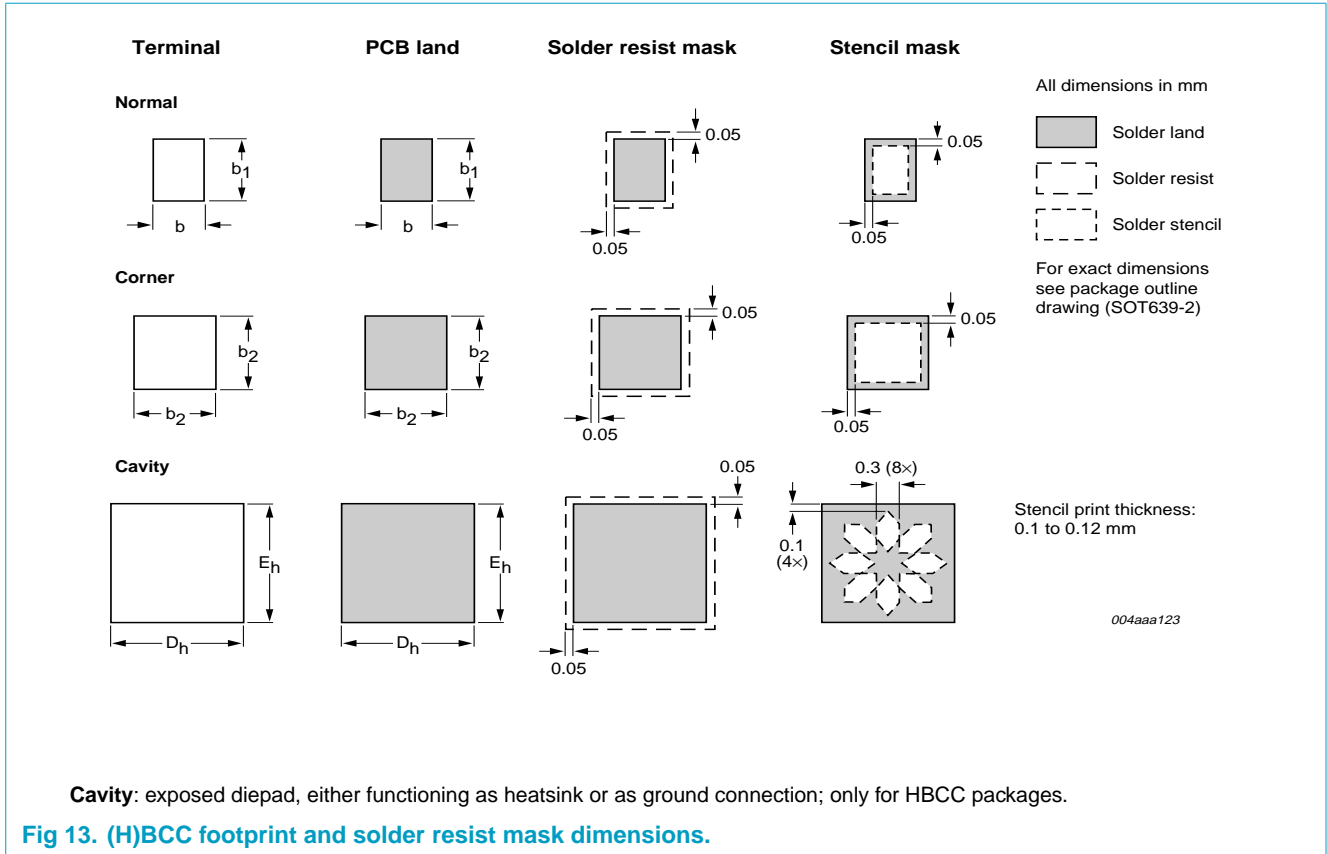 Terminal PCB land Solder resist mask Stencil mask
All dimensions in mm
Normal
Solder land
Solder resist
Solder stencil
b1
b
b1
b
0.05
0.05
0.05
0.05
For exact dimensions
see package outline
drawing (SOT639-2)
Corner
b2
b2
b2
b2
0.05
0.05
0.05
0.05
Cavity
Eh
Dh
Eh
Dh
0.05
0.05
0.3 (8×)
0.1
(4×)
Stencil print thickness:
0.1 to 0.12 mm
004aaa123
Cavity: exposed diepad, either functioning as heatsink or as ground connection; only for HBCC packages.
Fig 13. (H)BCC footprint and solder resist mask dimensions.